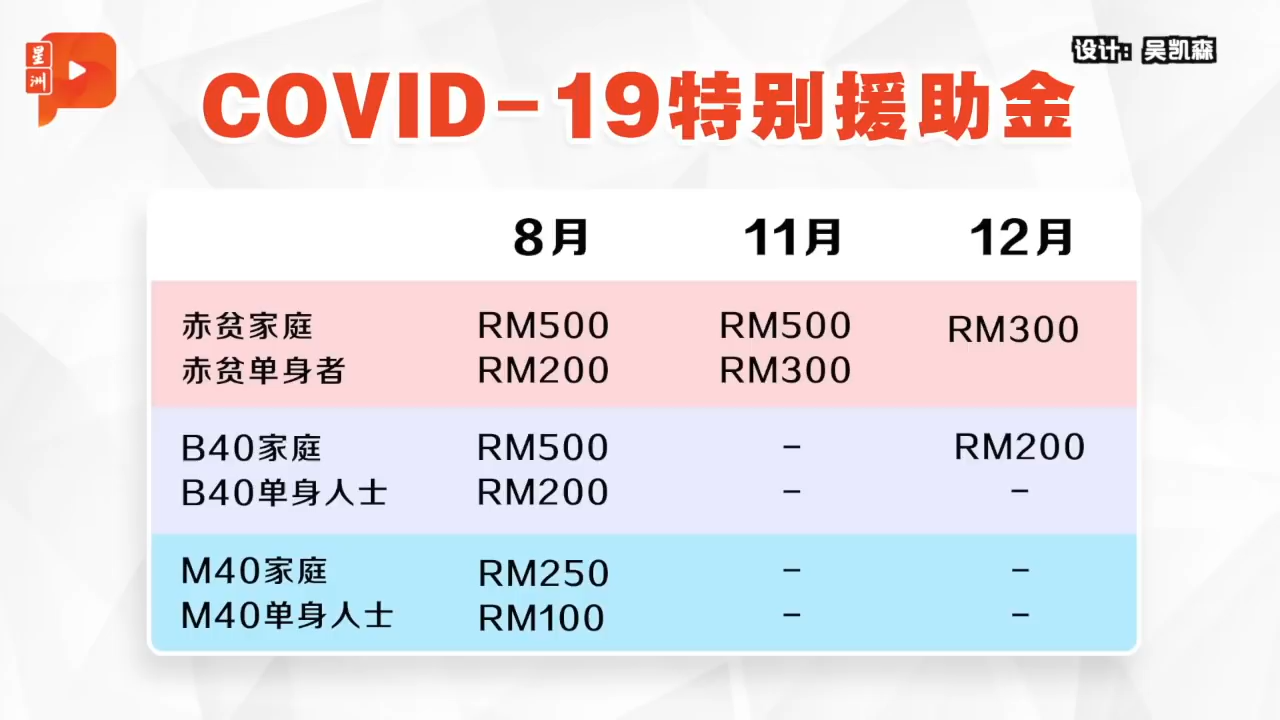 星洲
设计：吴凯森
COVID-19特别援助金
8月 11月 12月
赤贫家庭 RM500 RM500 RM300
赤贫单身者 RM200 RM300
B40家庭 RM500 - RM200
B40单身人士 RM200 - -
M40家庭 RM250 - -
M40单身人士 RM100 - -